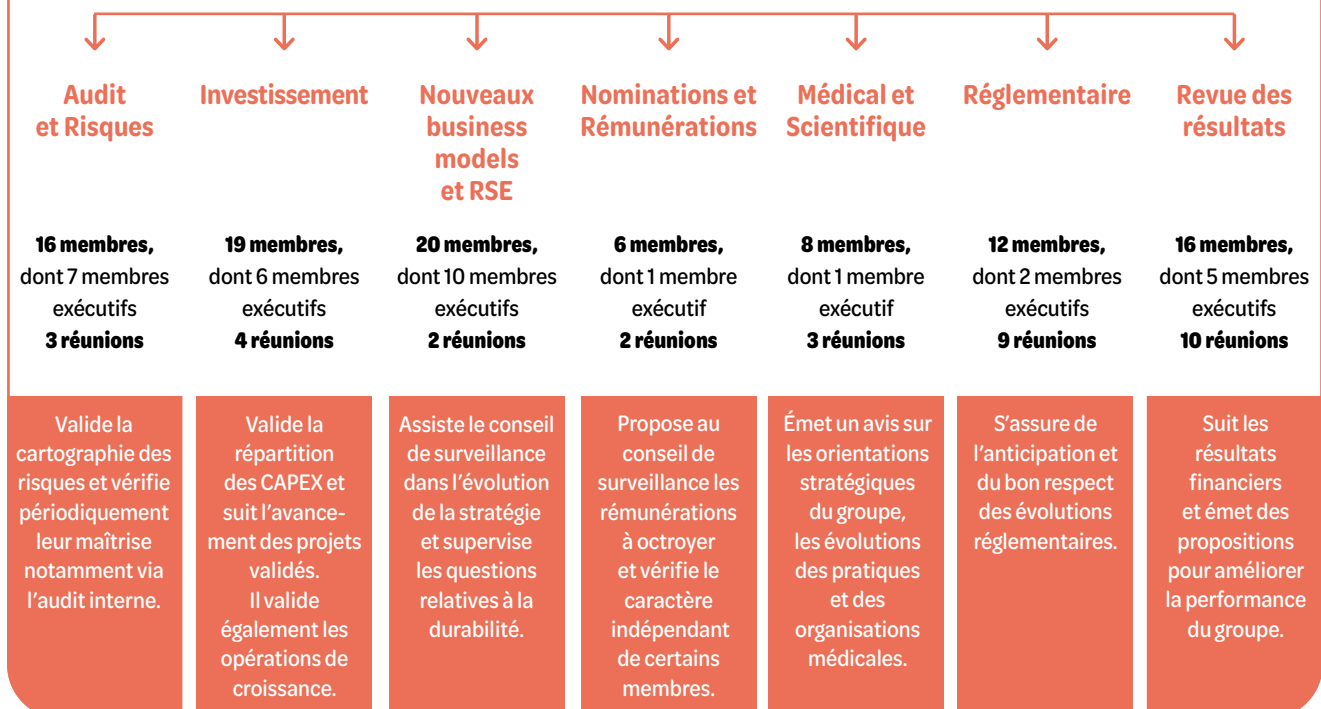 Audit
et Risques
16 membres,
dont 7 membres
exécutifs
3 réunions
Valide la
cartographie des
risques et vérifie
périodiquement
leur maîtrise
notamment via
l'audit interne.
Investissement
19 membres,
dont 6 membres
exécutifs
4 réunions
Valide la
répartition
des CAPEX et
suit l'avance-
ment des projets
validés.
Il valide
également les
opérations de
croissance.
Nouveaux
business
models
et RSE
20 membres,
dont 10 membres
exécutifs
2 réunions
Assiste le conseil
de surveillance
dans l'évolution
de la stratégie
et supervise
les questions
relatives à la
durabilité.
Nominations et
Rémunérations
6 membres,
dont 1 membre
exécutif
2 réunions
Propose au
conseil de
surveillance les
rémunérations
à octroyer
et vérifie le
caractère
indépendant
de certains
membres.
Médical et
Scientifique
8 membres,
dont 1 membre
exécutif
3 réunions
Émet un avis sur
les orientations
stratégiques
du groupe,
les évolutions
des pratiques
et des
organisations
médicales.
Réglementaire
12 membres,
dont 2 membres
exécutifs
9 réunions
S'assure de
l'anticipation et
du bon respect
des évolutions
réglementaires.
Revue des
résultats
16 membres,
dont 5 membres
exécutifs
10 réunions
Suit les
résultats
financiers
et émet des
propositions
pour améliorer
la performance
du groupe.